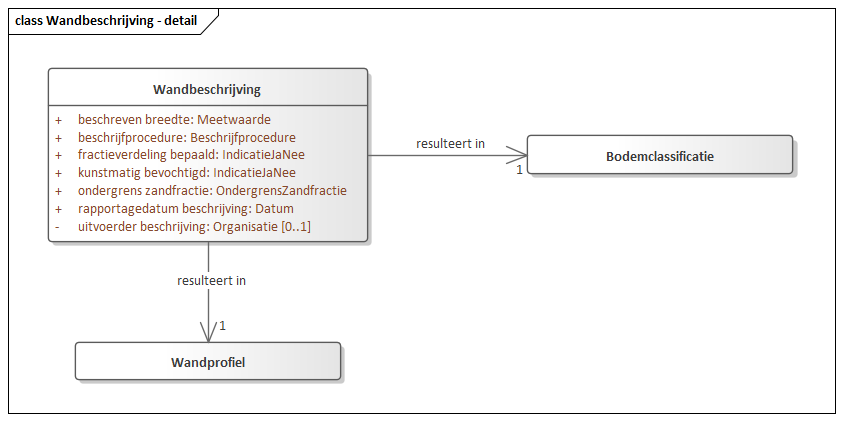 class Wandbeschrijving - detail
Wandbeschrijving
+ beschreven breedte: Meetwaarde
+ beschrijfprocedure: Beschrijfprocedure
+ fractieverdeling bepaald: IndicatieJaNee
+ kunstmatig bevochtigd: IndicatieJaNee
+ ondergrens zandfractie: OndergrensZandfractie
+ rapportagedatum beschrijving: Datum
- uitvoerder beschrijving: Organisatie [0..1]
resulteert in
1
Bodemclassificatie
resulteert in
1
Wandprofiel